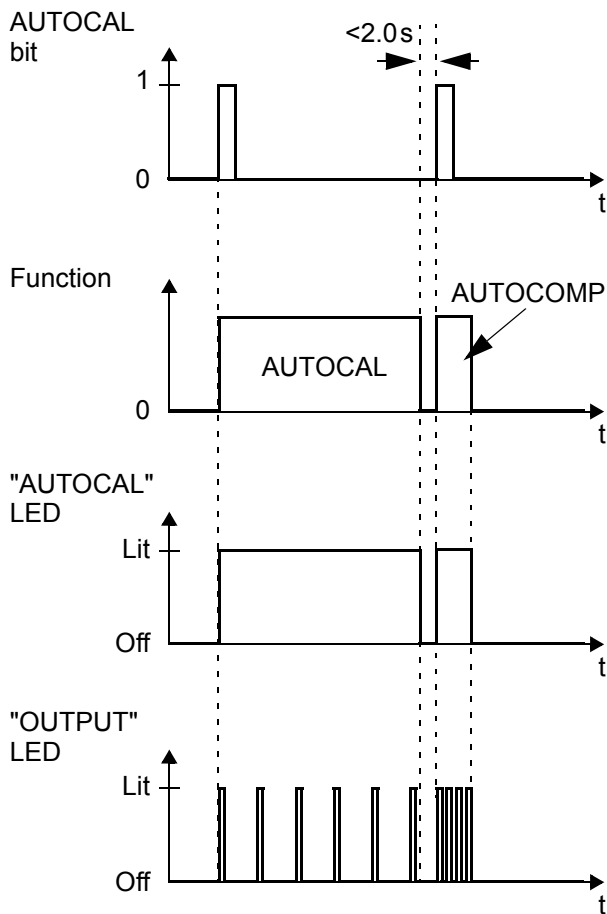 AUTOCAL
bit
<2.0s
1
0
t
Function
AUTOCOMP
AUTOCAL
0
t
"AUTOCAL"
LED
Lit
Off
t
"OUTPUT"
LED
Lit
Off
t